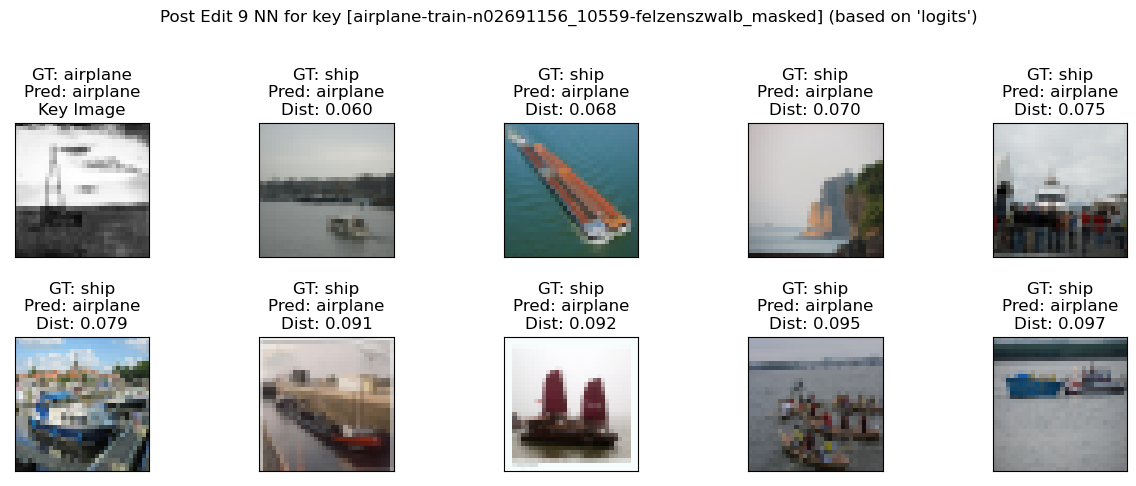 Post Edit 9 NN for key [airplane-train-n02691156_10559-felzenszwalb_masked] (based on 'logits')
GT: airplane
Pred: airplane
Key Image
GT: ship
Pred: airplane
Dist: 0.060
GT: ship
Pred: airplane
Dist: 0.068
GT: ship
Pred: airplane
Dist: 0.070
GT: ship
Pred: airplane
Dist: 0.075
GT: ship
Pred: airplane
Dist: 0.079
GT: ship
Pred: airplane
Dist: 0.091
GT: ship
Pred: airplane
Dist: 0.092
GT: ship
Pred: airplane
Dist: 0.095
GT: ship
Pred: airplane
Dist: 0.097